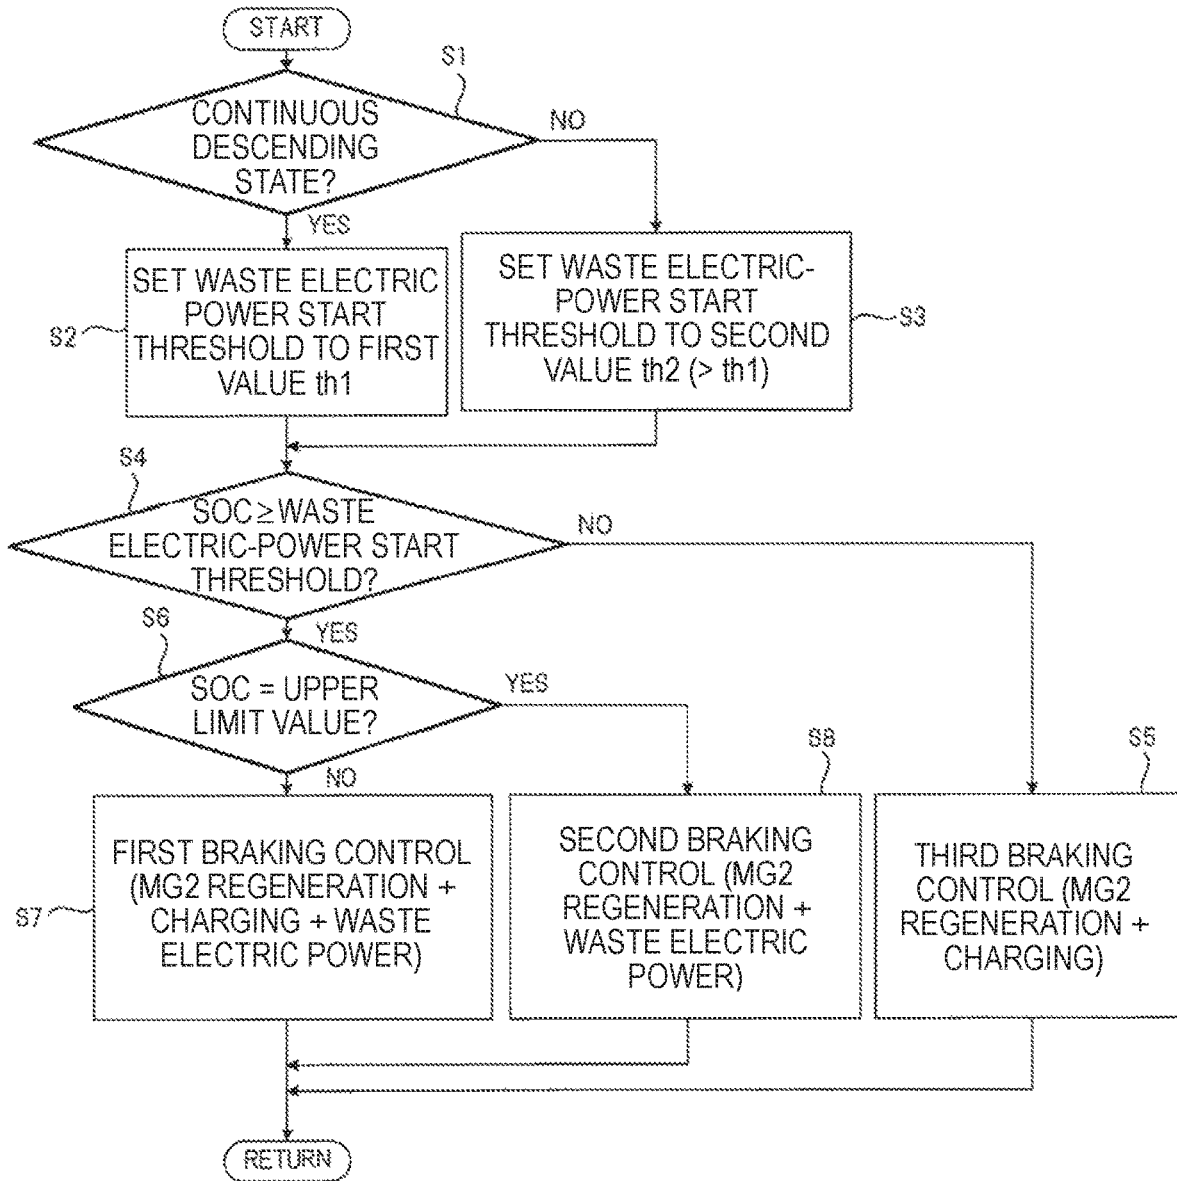 START
S1
CONTINUOUS
DESCENDING
STATE?
NO
YES
S2
SET WASTE ELECTRIC
POWER START
THRESHOLD TO FIRST
VALUE th1
SET WASTE ELECTRIC-
POWER START
THRESHOLD TO SECOND
VALUE th2 (> th1)
S3
S4
SOC≥WASTE
ELECTRIC-POWER START
THRESHOLD?
NO
YES
S6
SOC = UPPER
LIMIT VALUE?
YES
NO
S7
FIRST BRAKING CONTROL
(MG2 REGENERATION +
CHARGING + WASTE
ELECTRIC POWER)
S8
SECOND BRAKING
CONTROL (MG2
REGENERATION +
WASTE ELECTRIC
POWER)
S5
THIRD BRAKING
CONTROL (MG2
REGENERATION +
CHARGING)
RETURN